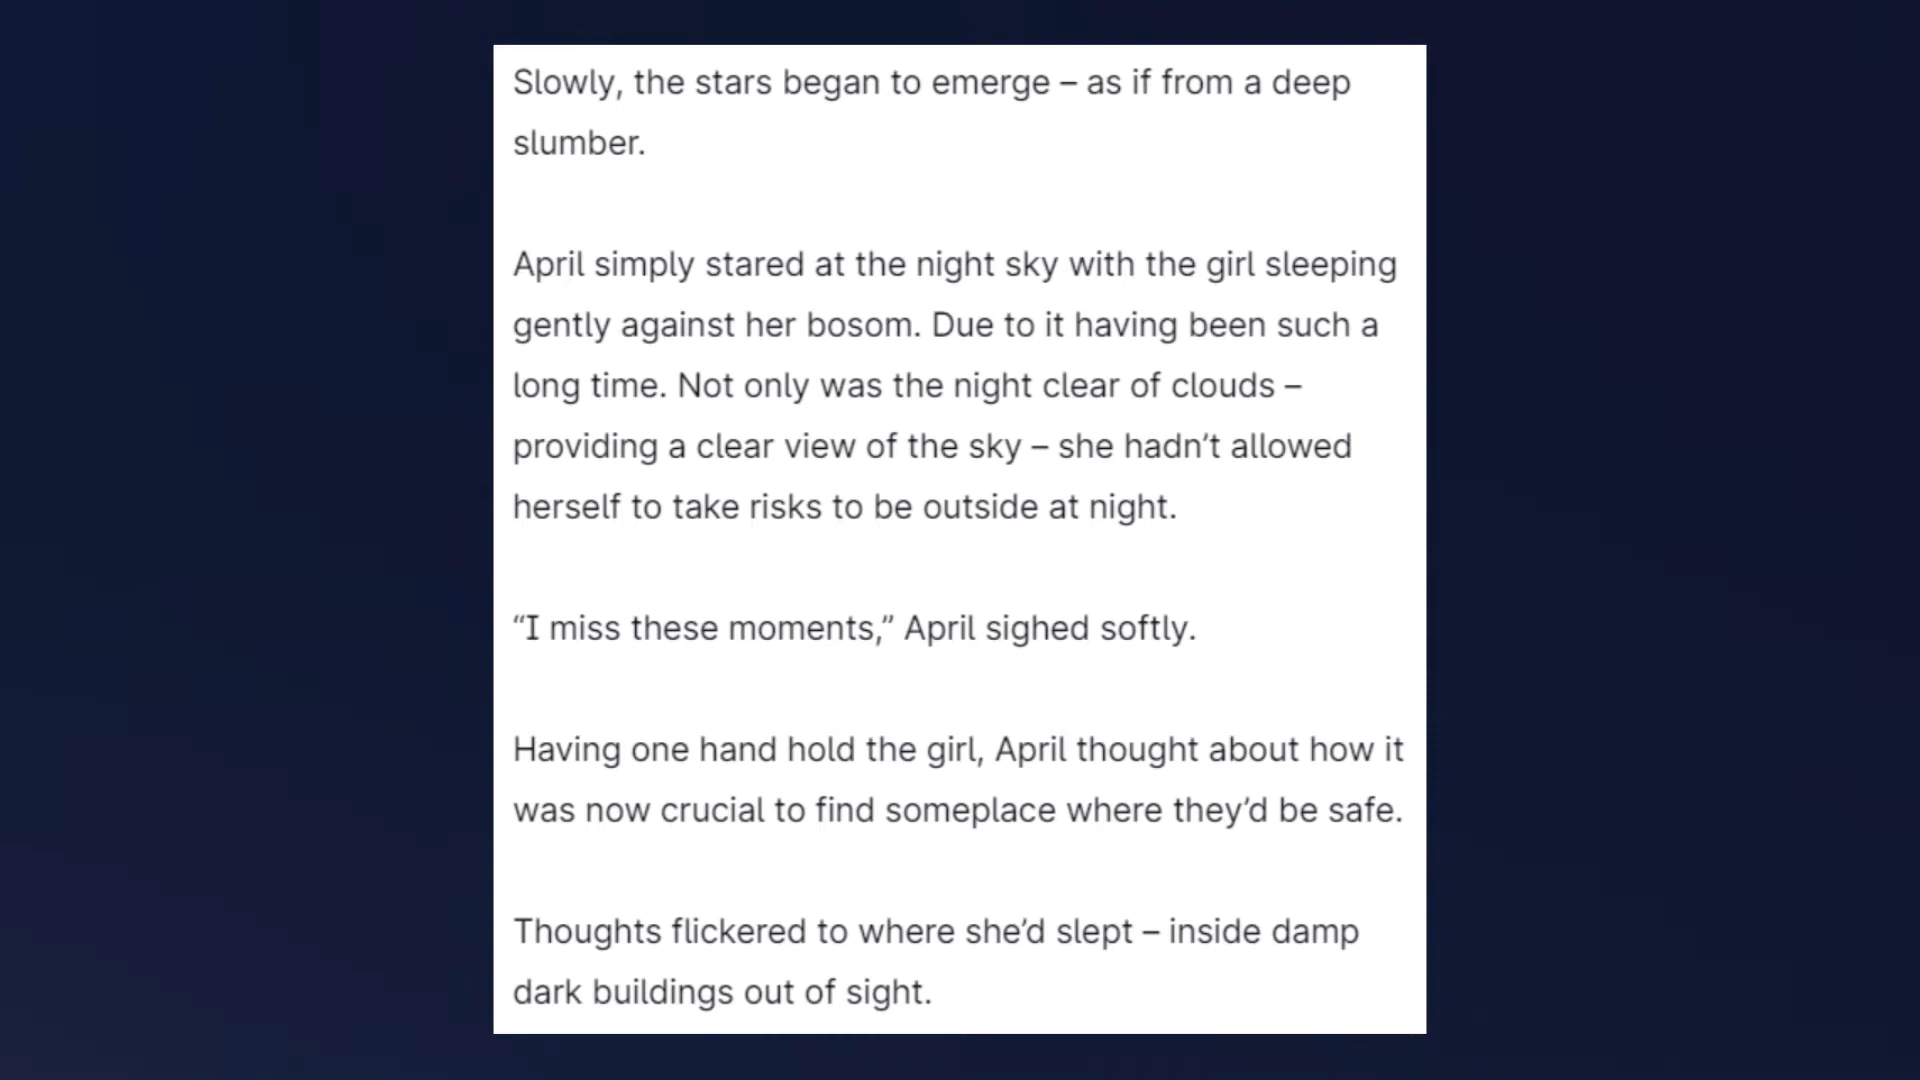 Slowly, the stars began to emerge – as if from a deep
slumber.
April simply stared at the night sky with the girl sleeping
gently against her bosom. Due to it having been such a
long time. Not only was the night clear of clouds –
providing a clear view of the sky – she hadn’t allowed
herself to take risks to be outside at night.
“I miss these moments,” April sighed softly.
Having one hand hold the girl, April thought about how it
was now crucial to find someplace where they’d be safe.
Thoughts flickered to where she’d slept – inside damp
dark buildings out of sight.